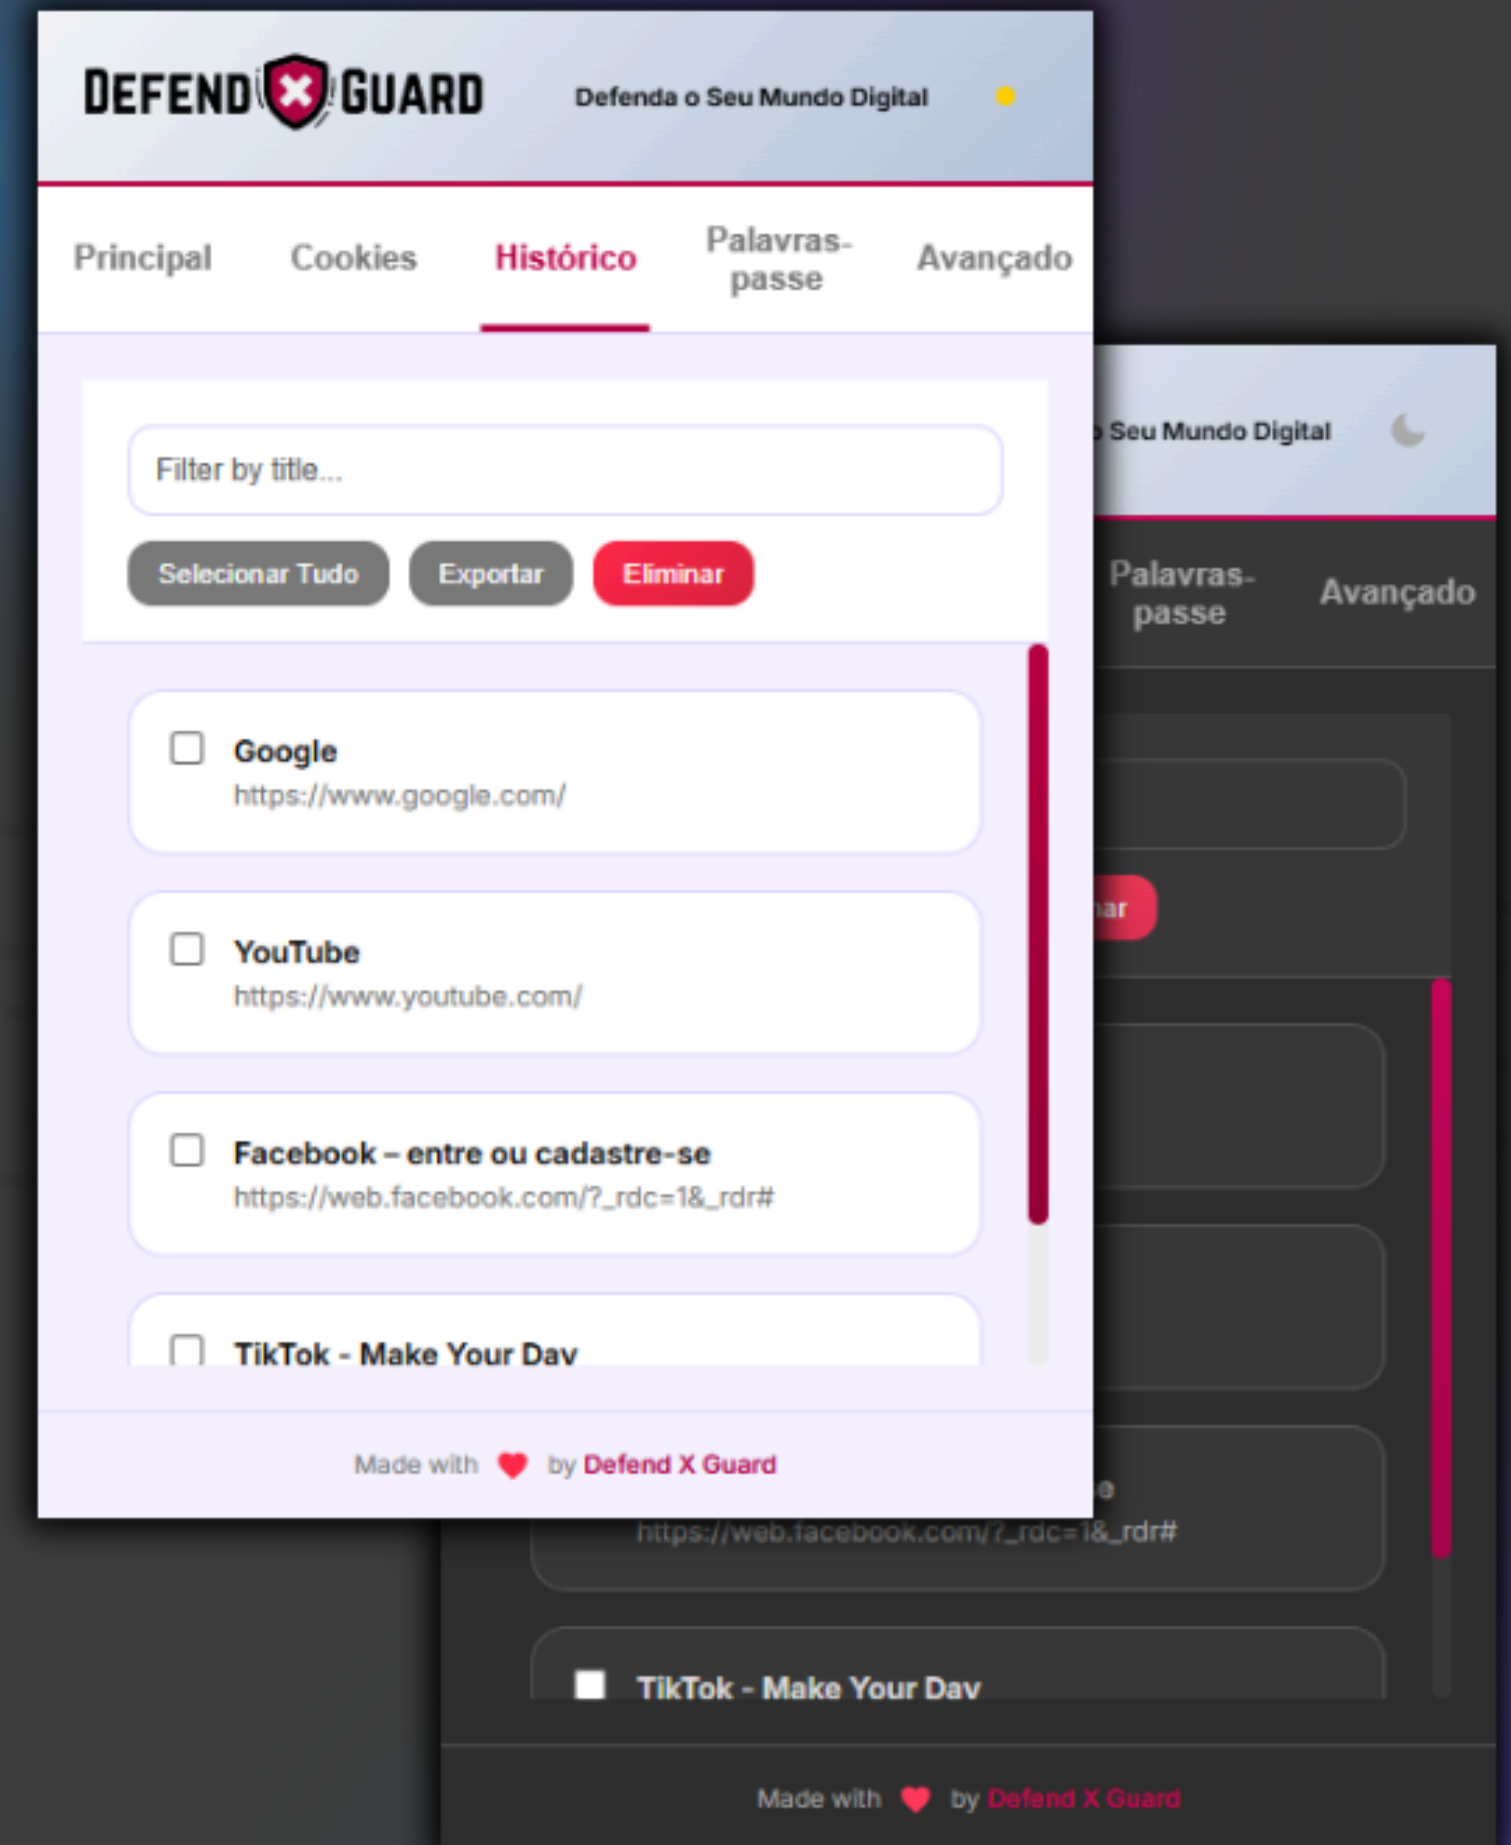 DEFEND GUARD
Defenda o Seu Mundo Digital
Principal
Cookies
Histórico
Palavras-
passe
Avançado
Filter by title...
Selecionar Tudo
Exportar
Eliminar
Google
https://www.google.com/
YouTube
https://www.youtube.com/
Facebook – entre ou cadastre-se
https://web.facebook.com/?_rdc=1&_rdr#
TikTok - Make Your Day
Made with by Defend X Guard
o Seu Mundo Digital
Palavras-
passe
Avançado
nar
e
https://web.facebook.com/?_rdc=1&_rdr#
TikTok - Make Your Day
Made with by Defend X Guard